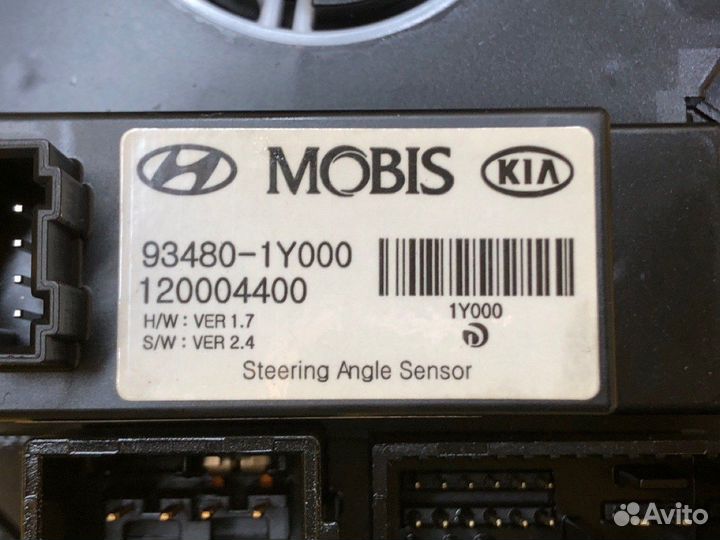 MOBIS KIA
93480-1Y000
120004400
1Y000
H/W : VER 1.7
S/W : VER 2.4
Steering Angle Sensor
Avito